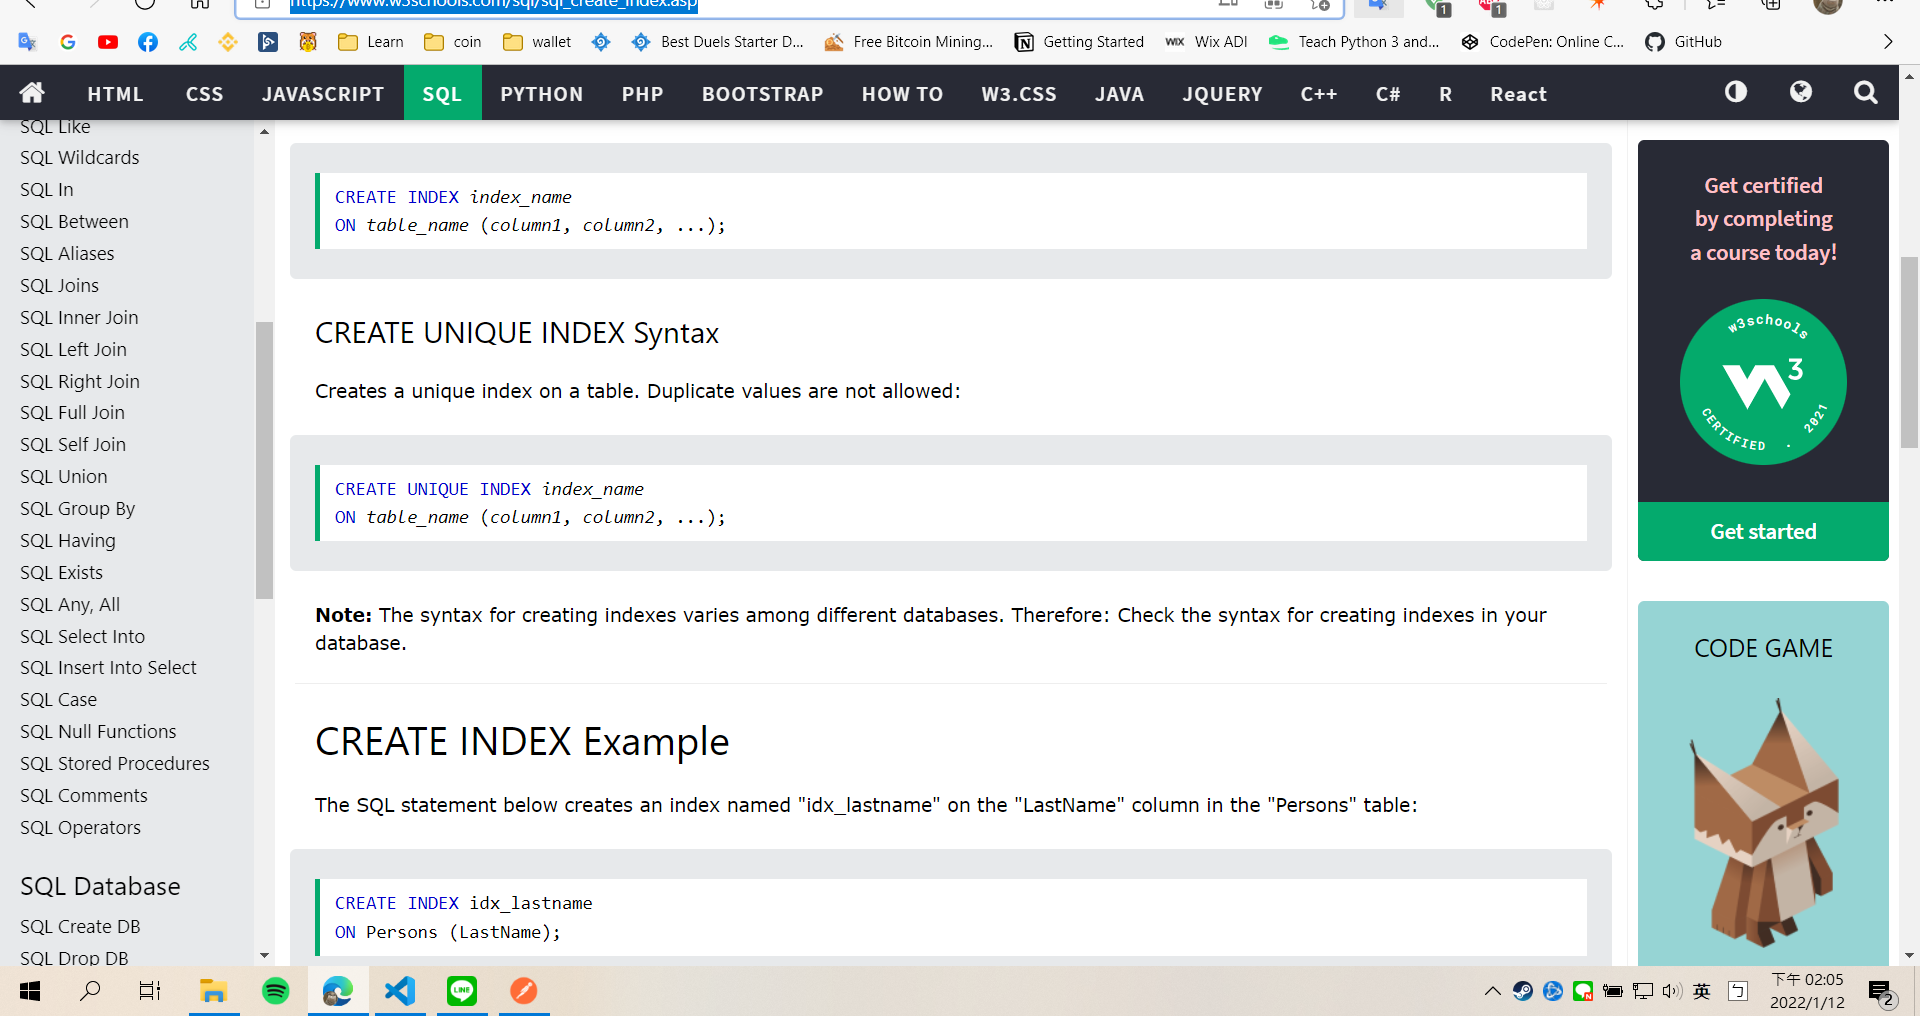 https://www.w3schools.com/sql/sql_create_index.asp
1
1
Learn
coin
wallet
Best Duels Starter D...
Free Bitcoin Mining...
Getting Started
WIX
Wix ADI
Teach Python 3 and...
CodePen: Online C...
GitHub
HTML
CSS
JAVASCRIPT
SQL
PYTHON
PHP
BOOTSTRAP
HOW TO
W3.CSS
JAVA
JQUERY
C++
C#
R
React
SQL Like
SQL Wildcards
SQL In
SQL Between
SQL Aliases
SQL Joins
SQL Inner Join
SQL Left Join
SQL Right Join
SQL Full Join
SQL Self Join
SQL Union
SQL Group By
SQL Having
SQL Exists
SQL Any, All
SQL Select Into
SQL Insert Into Select
SQL Case
SQL Null Functions
SQL Stored Procedures
SQL Comments
SQL Operators
SQL Database
SQL Create DB
SQL Drop DB
CREATE INDEX index_name
ON table_name (column1, column2, ...);
CREATE UNIQUE INDEX Syntax
Creates a unique index on a table. Duplicate values are not allowed:
CREATE UNIQUE INDEX index_name
ON table_name (column1, column2, ...);
Note: The syntax for creating indexes varies among different databases. Therefore: Check the syntax for creating indexes in your
database.
CREATE INDEX Example
The SQL statement below creates an index named "idx_lastname" on the "LastName" column in the "Persons" table:
CREATE INDEX idx_lastname
ON Persons (LastName);
Get certified
by completing
a course today!
w3schools
W3
CERTIFIED . 2021
Get started
CODE GAME
LINE
英
ㄅ
下午 02:05
2022/1/12
2